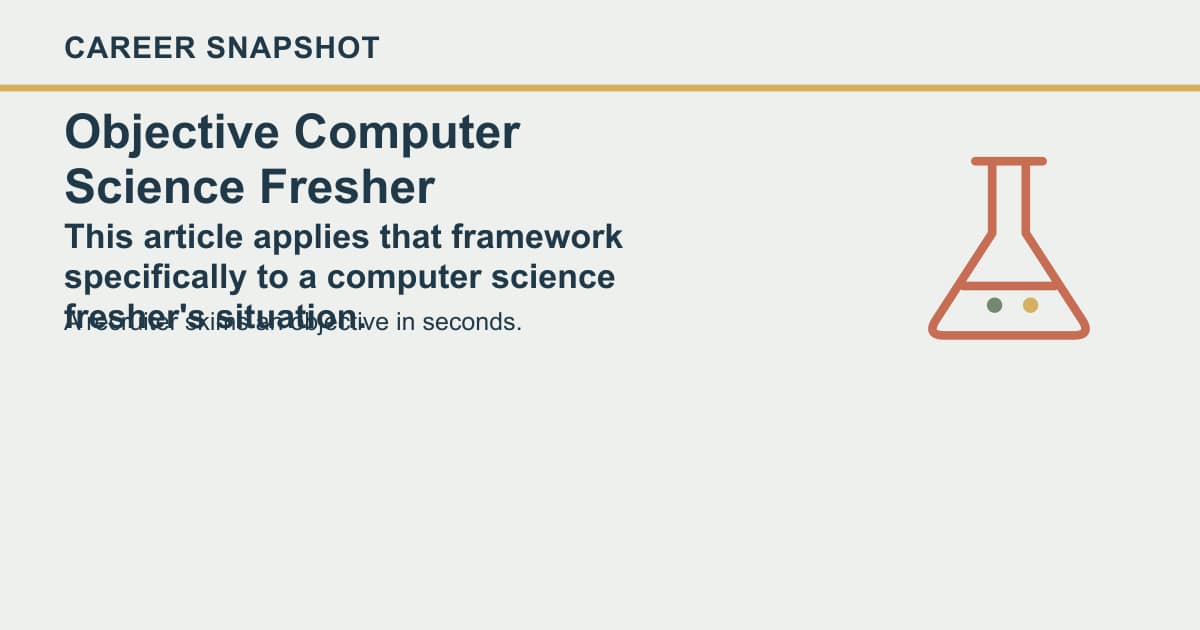 CAREER SNAPSHOT
Objective Computer
Science Fresher
This article applies that framework
specifically to a computer science
fresher's situation.
A recruiter skims an objective in seconds.